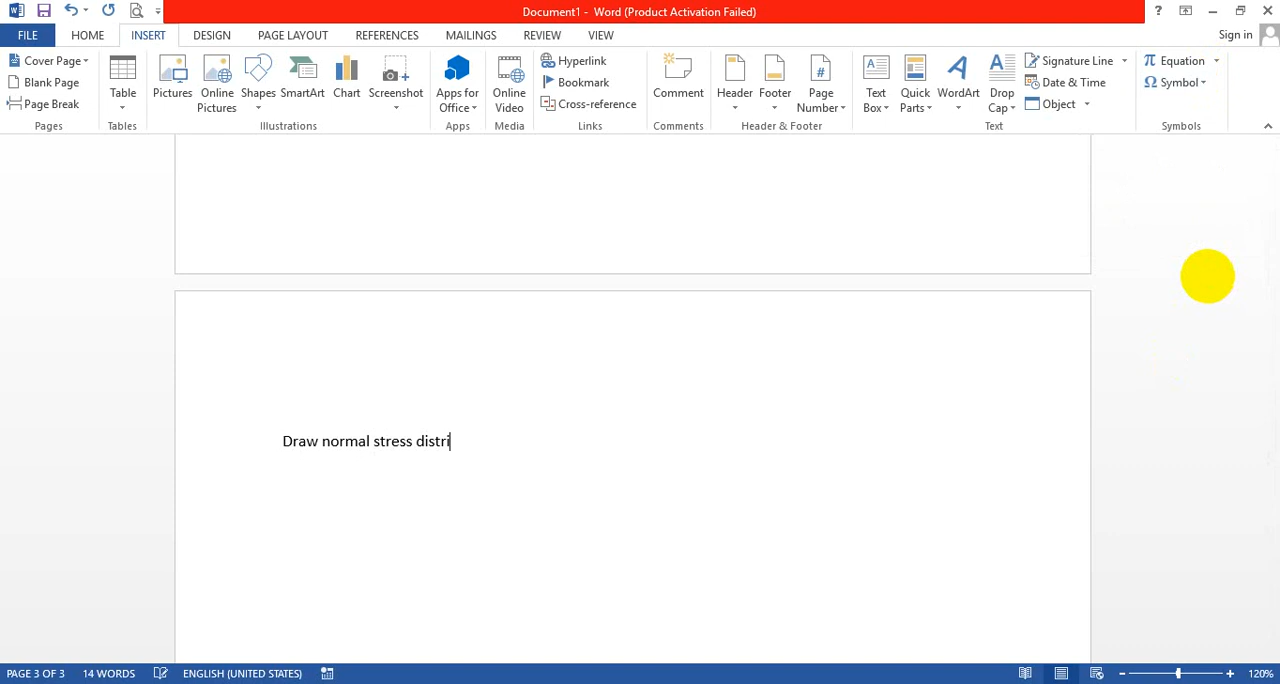 Document1 - Word (Product Activation Failed)
FILE HOME INSERT DESIGN PAGE LAYOUT REFERENCES MAILINGS REVIEW VIEW Sign in
Cover Page
Blank Page
Page Break
Pages
Table
Tables
Pictures
Online Pictures
Shapes
SmartArt
Chart
Screenshot
Illustrations
Apps for Office
Apps
Online Video
Media
Hyperlink
Bookmark
Cross-reference
Links
Comment
Comments
Header
Footer
Page Number
Header & Footer
Text Box
Quick Parts
WordArt
Drop Cap
Signature Line
Date & Time
Object
Text
π Equation
Ω Symbol
Symbols
Draw normal stress distri
PAGE 3 OF 3 14 WORDS ENGLISH (UNITED STATES) 120%